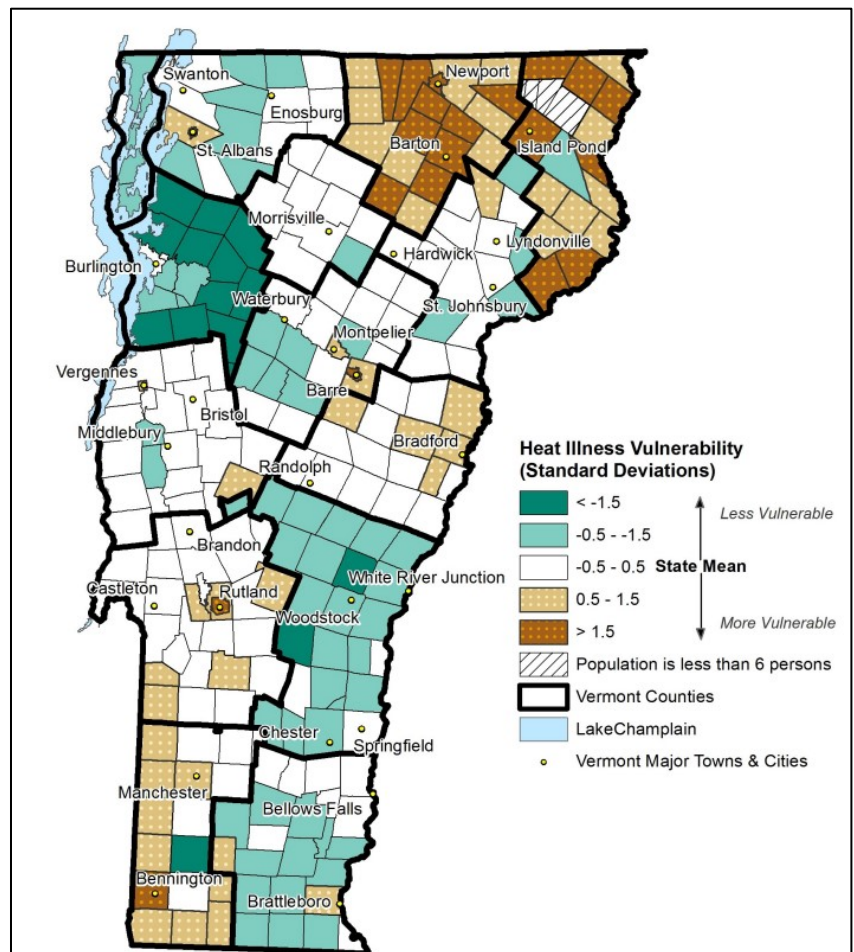 Swanton
Newport
Enosburg
St. Albans
Barton
Island Pond
Morrisville
Hardwick
Lyndonville
Burlington
Waterbury
St. Johnsbury
Montpelier
Vergennes
Barre
Bristol
Middlebury
Bradford
Randolph
Brandon
Castleton
Rutland
White River Junction
Woodstock
Chester
Springfield
Manchester
Bellows Falls
Bennington
Brattleboro
Heat Illness Vulnerability
(Standard Deviations)
< -1.5
Less Vulnerable
-0.5 - -1.5
-0.5 - 0.5 State Mean
0.5 - 1.5
More Vulnerable
> 1.5
Population is less than 6 persons
Vermont Counties
LakeChamplain
Vermont Major Towns & Cities